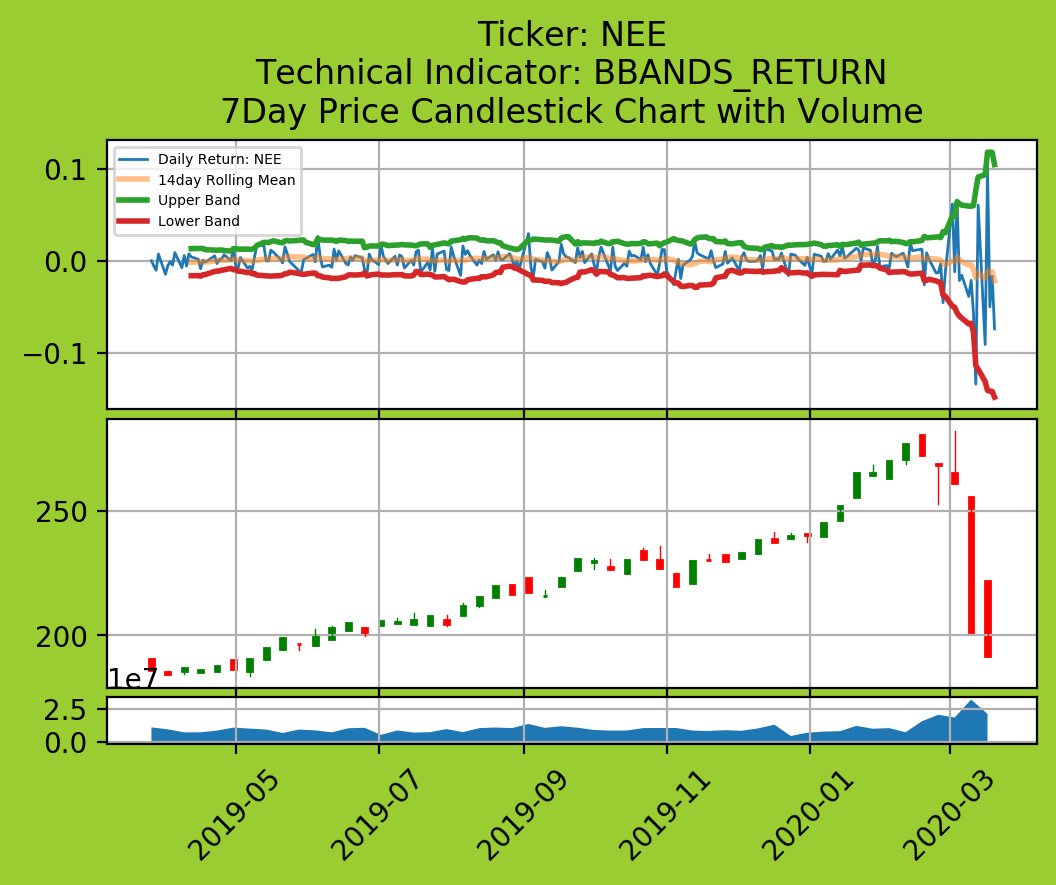 Ticker: NEE
Technical Indicator: BBANDS_RETURN
7Day Price Candlestick Chart with Volume
Daily Return: NEE
14day Rolling Mean
Upper Band
Lower Band
0.1
0.0
−0.1
250
200
1e7
2.5
0.0
2019-05
2019-07
2019-09
2019-11
2020-01
2020-03